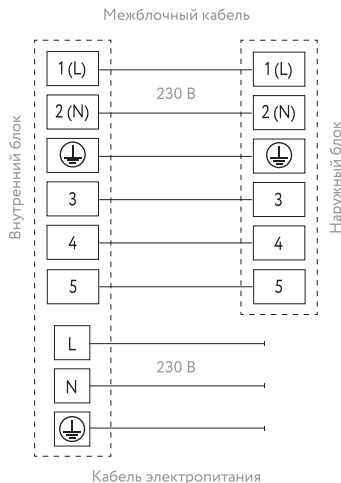 Межблочный кабель
Внутренний блок
Наружный блок
1 (L) 1 (L)
230 В
2 (N) 2 (N)
3 3
4 4
5 5
L
230 В
N
Кабель электропитания